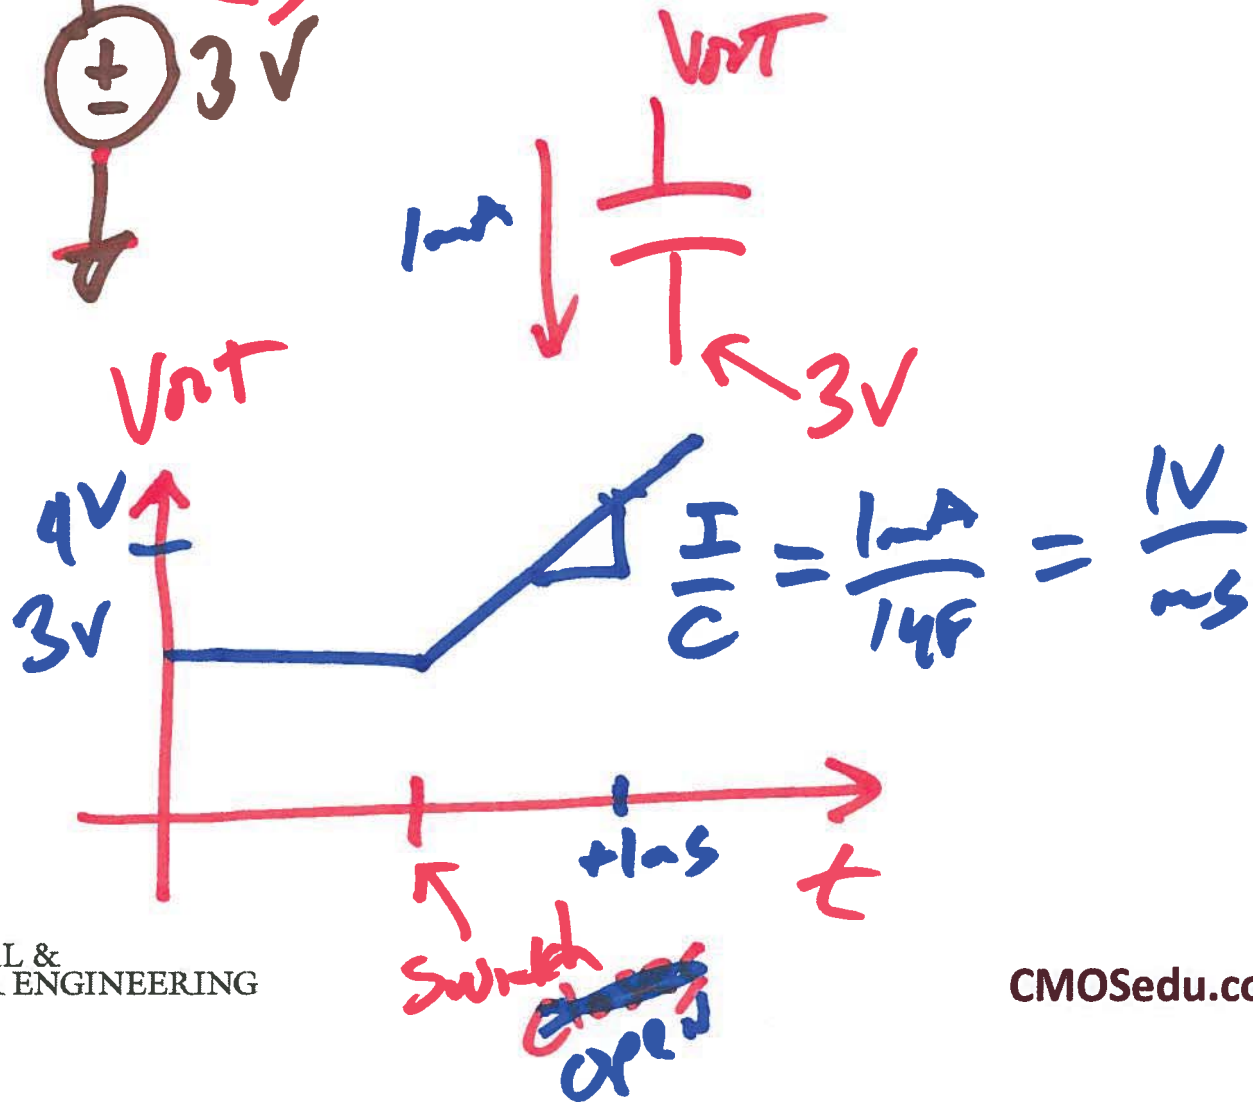 3V
Vout
1mA
3V
Vout
4V
3V
I/C = 1mA/1µF = 1V/ms
+1ms
t
Switch
open
L &
R ENGINEERING
CMOSedu.co